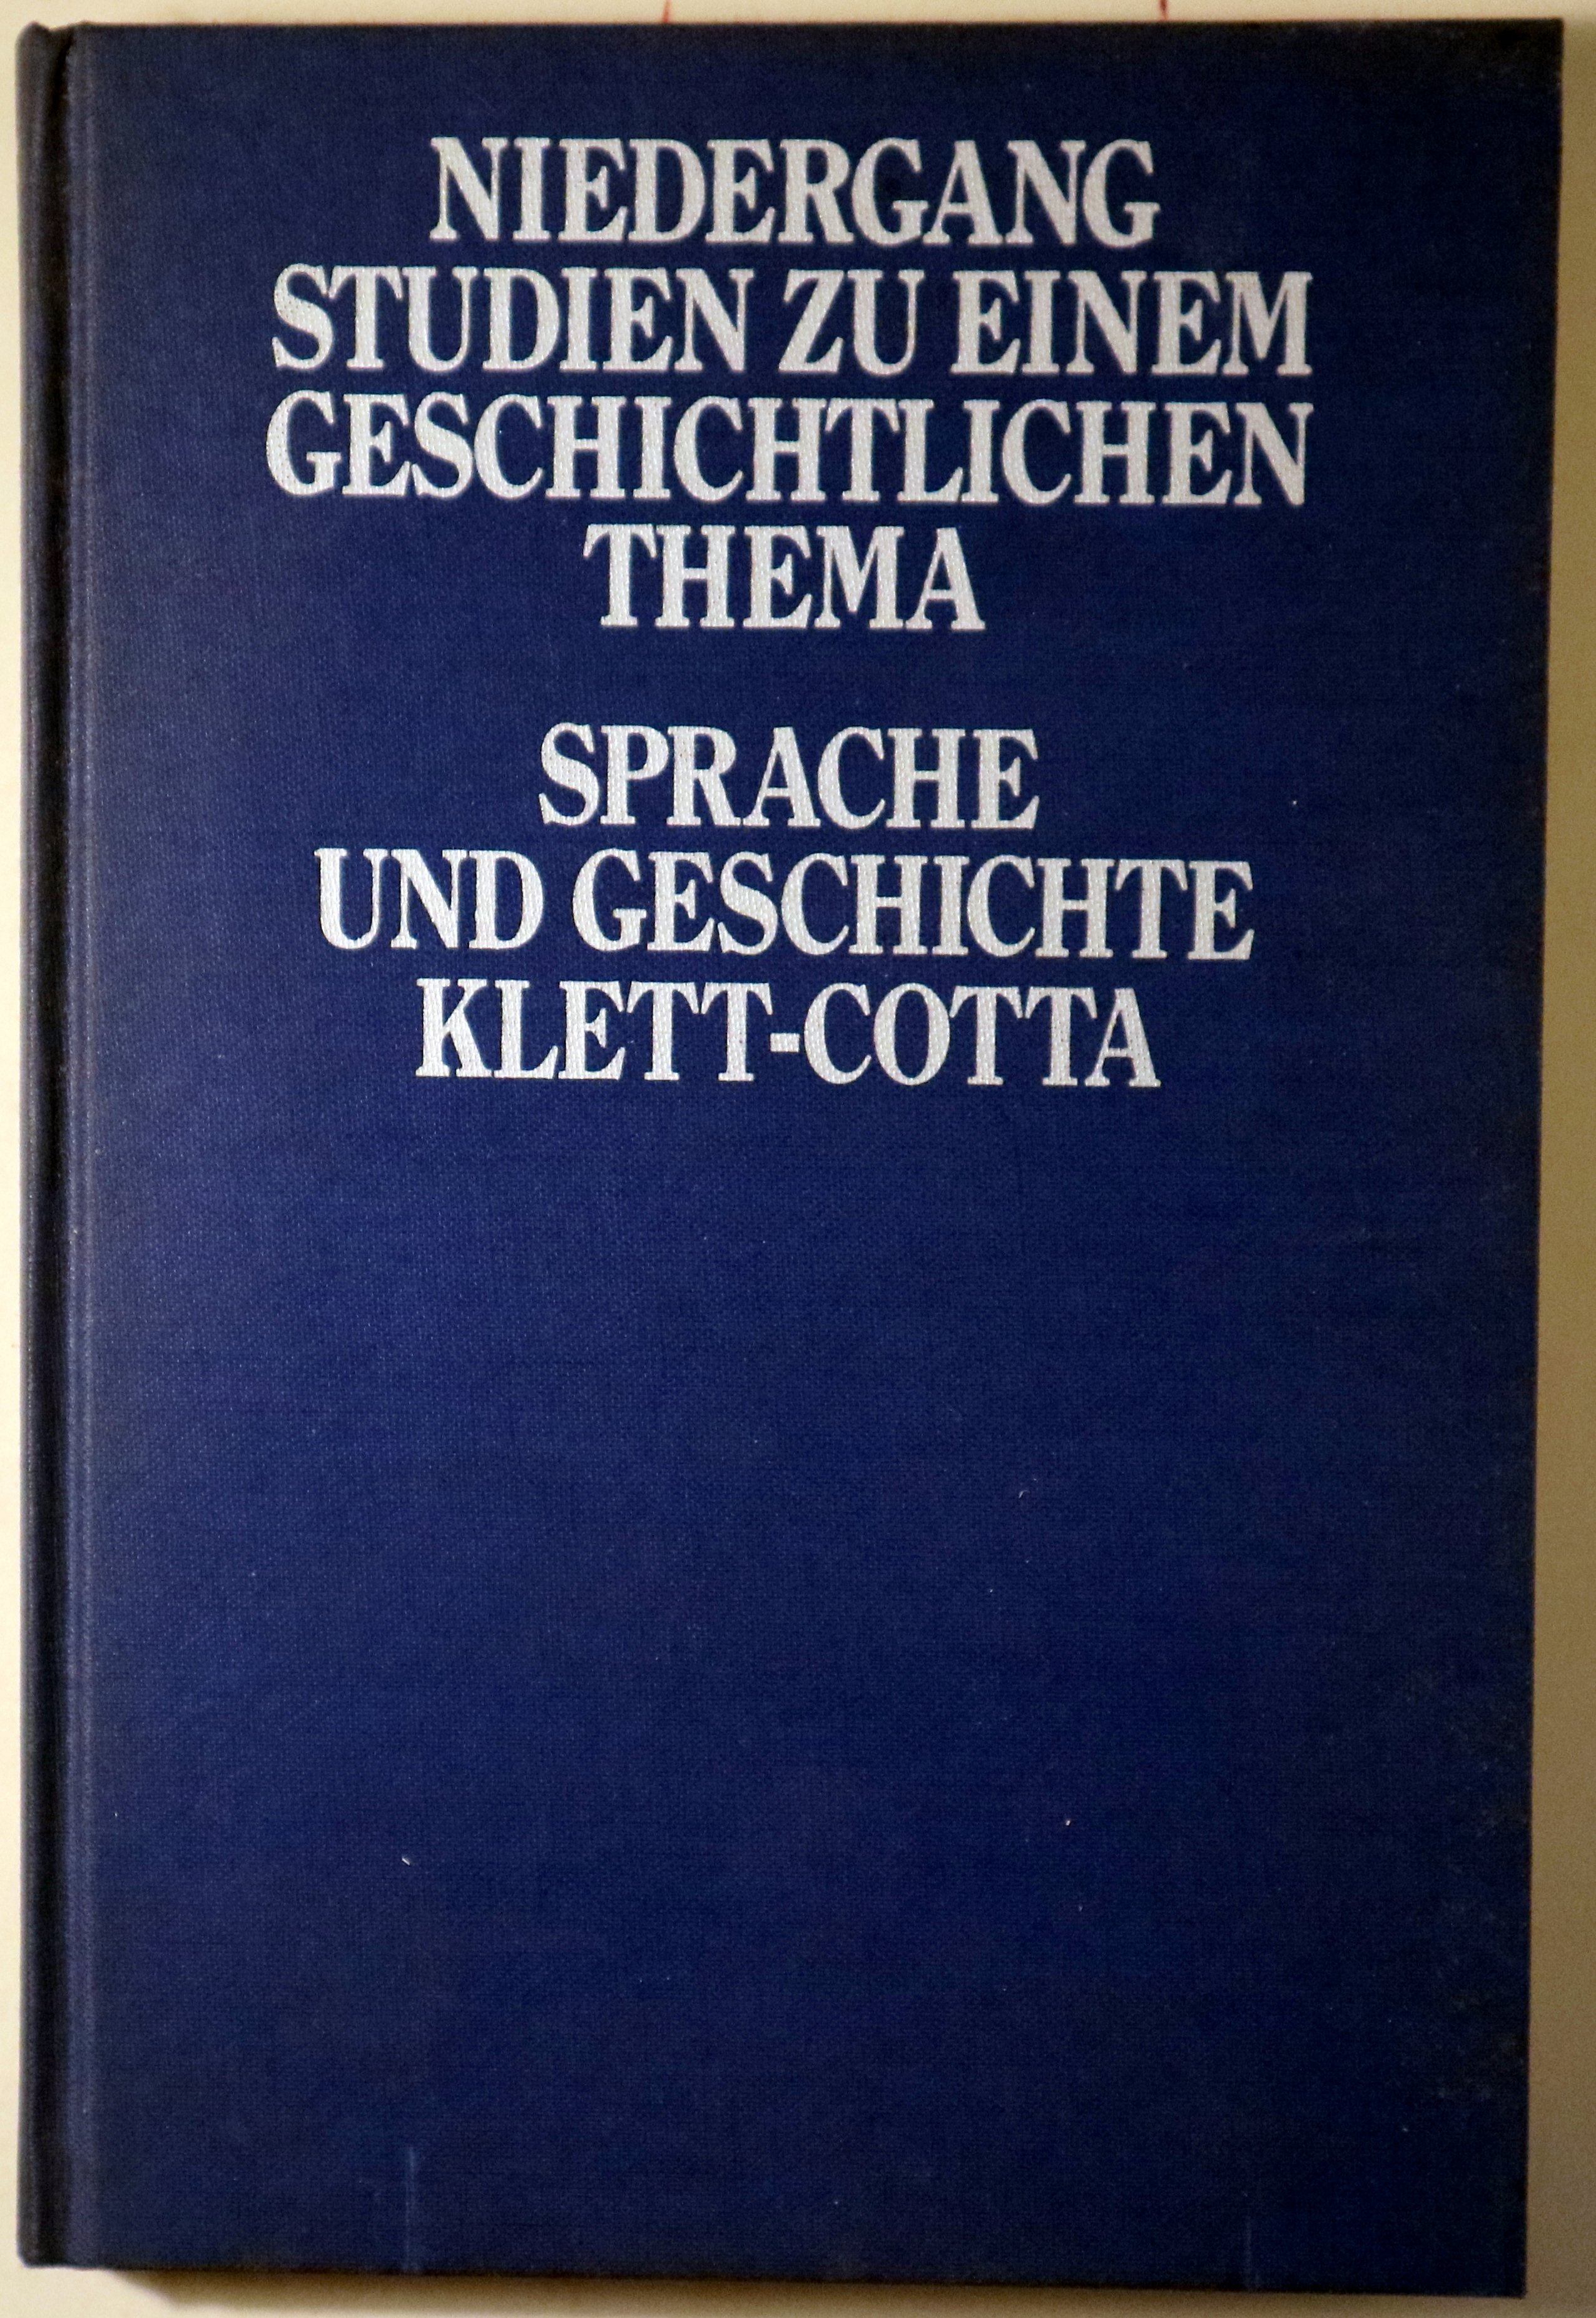 NIEDERGANG
STUDIEN ZU EINEM
GESCHICHTLICHEN
THEMA
SPRACHE
UND GESCHICHTE
KLETT-COTTA